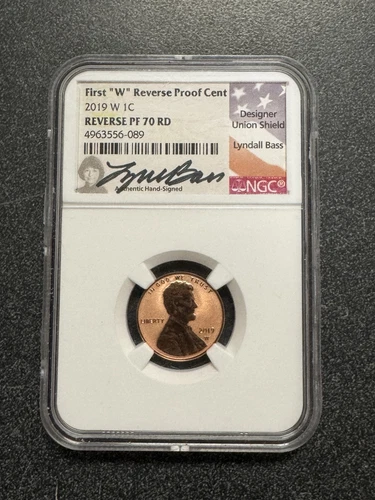 First "W" Reverse Proof Cent
2019 W 1C
REVERSE PF 70 RD
4963556-089
Designer
Union Shield
Lyndall Bass
Authentic Hand-Signed
NGC®
IN GOD WE TRUST
LIBERTY
2019
W